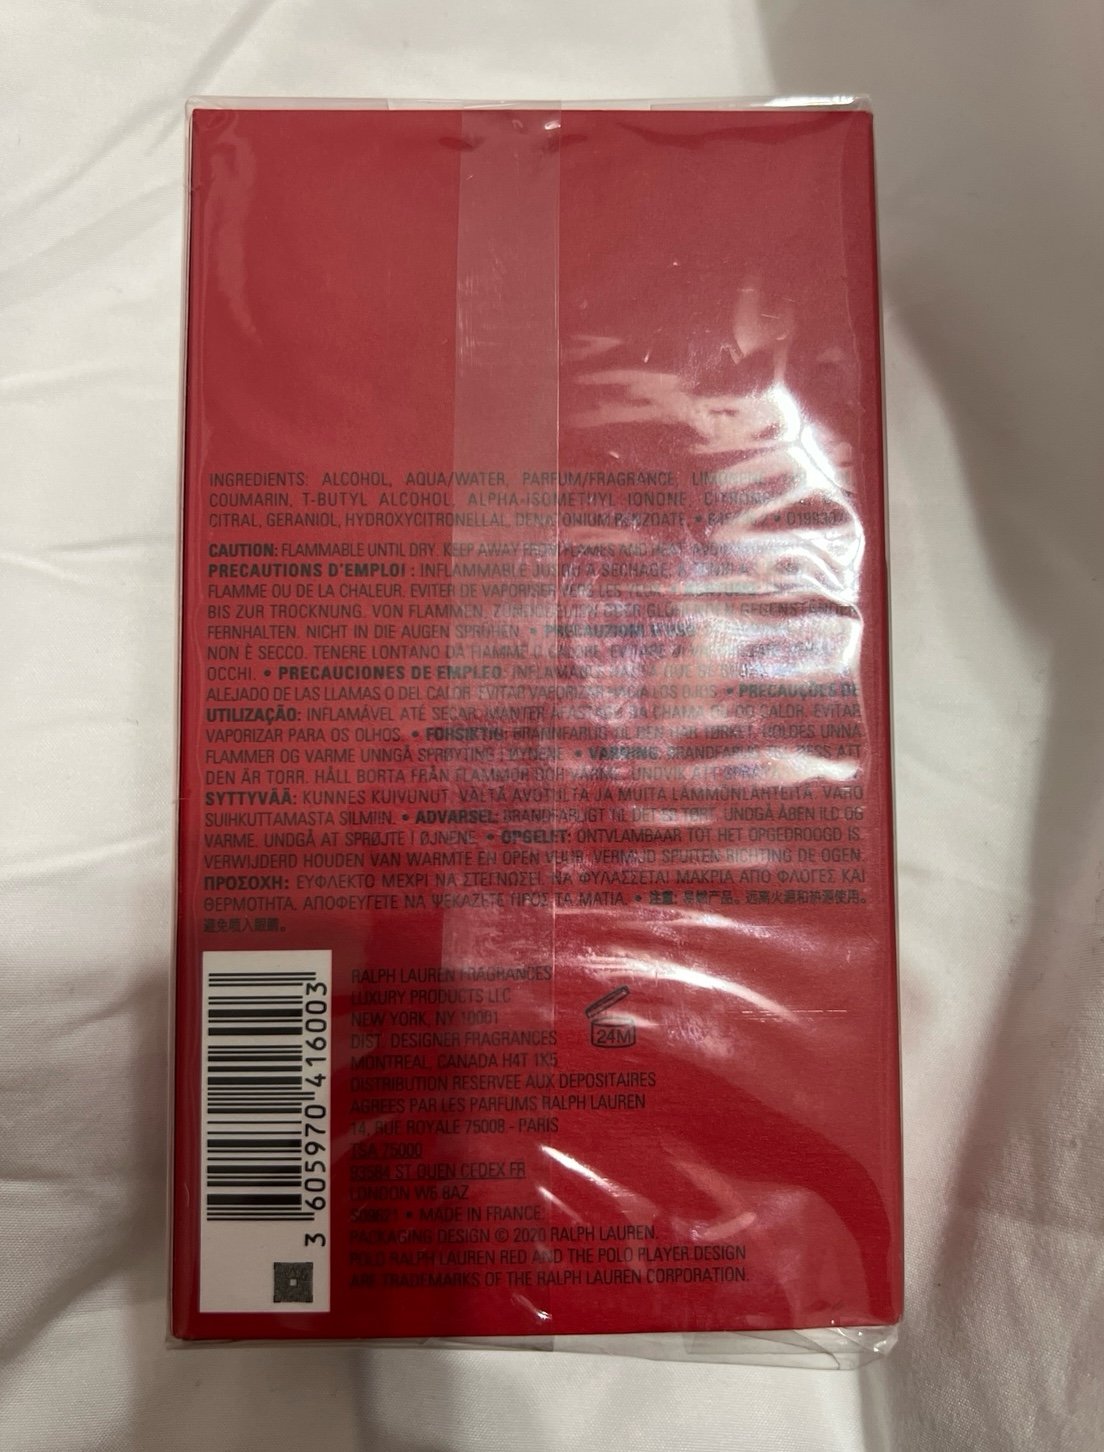 INGREDIENTS: ALCOHOL, AQUA/WATER, PARFUM/FRAGRANCE,
COUMARIN, T-BUTYL ALCOHOL, ALPHA-ISOMETHYL IONONE,
CITRAL, GERANIOL, HYDROXYCITRONELLAL, DENATONIUM BENZOATE. •
CAUTION: FLAMMABLE UNTIL DRY. KEEP AWAY FROM FLAMES AND HEAT.
PRECAUTIONS D'EMPLOI : INFLAMMABLE JUSQU'A SECHAGE.
FLAMME OU DE LA CHALEUR. EVITER DE VAPORISER VERS LES YEUX.
BIS ZUR TROCKNUNG. VON FLAMMEN, ODER GEGENSTÄNDEN
FERNHALTEN. NICHT IN DIE AUGEN SPRÜHEN. •
NON È SECCO. TENERE LONTANO DA FIAMME O CALORE. EVITARE DI
OCCHI. • PRECAUCIONES DE EMPLEO: INFLAMABLE HASTA QUE SE
ALEJADO DE LAS LLAMAS O DEL CALOR. EVITAR VAPORIZAR HACIA LOS OJOS. • PRECAUÇÕES DE
UTILIZAÇÃO: INFLAMÁVEL ATÉ SECAR. MANTER AFASTADO DA CHAMA OU DO CALOR. EVITAR
VAPORIZAR PARA OS OLHOS. • FORSIKTIG: BRANNFARLIG TIL DEN HAR TØRKET. HOLDES UNNA
FLAMMER OG VARME UNNGÅ SPRØYTING I ØYNENE. • VARNING: BRANDFARLIG ATT
DEN ÄR TORR. HÅLL BORTA FRÅN FLAMMOR OCH VÄRME. UNDVIK ATT SPRAYA
SYTTYVÄÄ: KUNNES KUIVUNUT. VÄLTÄ AVOTULTA JA MUITA LÄMMÖNLÄHTEITÄ. VARO
SUIHKUTTAMASTA SILMIIN. • ADVARSEL: BRANDFARLIGT TIL DET ER TØRT. UNDGÅ ÅBEN ILD OG
VARME. UNDGÅ AT SPRØJTE I ØJNENE. • OPGELET: ONTVLAMBAAR TOT HET OPGEDROOGD IS.
VERWIJDERD HOUDEN VAN WARMTE EN OPEN VUUR. VERMIJD SPUITEN RICHTING DE OGEN.
ΠΡΟΣΟΧΗ: ΕΥΦΛΕΚΤΟ ΜΕΧΡΙ ΝΑ ΣΤΕΓΝΩΣΕΙ. ΝΑ ΦΥΛΑΣΣΕΤΑΙ ΜΑΚΡΙΑ ΑΠΟ ΦΛΟΓΕΣ ΚΑΙ
ΘΕΡΜΟΤΗΤΑ. ΑΠΟΦΕΥΓΕΤΕ ΝΑ ΨΕΚΑΖΕΤΕ ΠΡΟΣ ΤΑ ΜΑΤΙΑ. • 注意: 易燃产品。远离火源和热源使用。
避免喷入眼睛。
3 605970 416003
RALPH LAUREN FRAGRANCES
LUXURY PRODUCTS LLC
NEW YORK, NY 10001
DIST. DESIGNER FRAGRANCES
MONTREAL, CANADA H4T 1K5
DISTRIBUTION RESERVEE AUX DÉPOSITAIRES
AGREES PAR LES PARFUMS RALPH LAUREN
14, RUE ROYALE 75008 - PARIS
TSA 75000
93584 ST OUEN CEDEX FR
LONDON W6 8AZ
• MADE IN FRANCE.
PACKAGING DESIGN © 2020 RALPH LAUREN.
POLO RALPH LAUREN RED AND THE POLO PLAYER DESIGN
ARE TRADEMARKS OF THE RALPH LAUREN CORPORATION.
24M